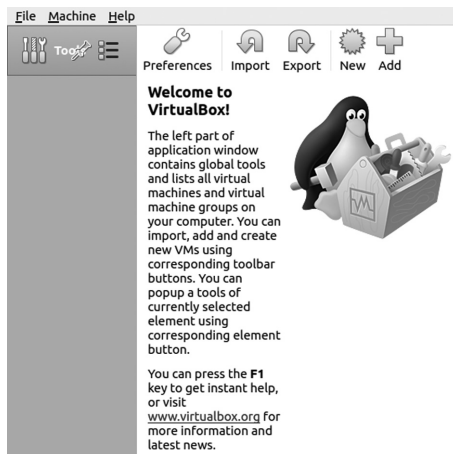 File Machine Help
Tools
Preferences Import Export New Add
Welcome to
VirtualBox!
The left part of
application window
contains global tools
and lists all virtual
machines and virtual
machine groups on
your computer. You can
import, add and create
new VMs using
corresponding toolbar
buttons. You can
popup a tools of
currently selected
element using
corresponding element
button.
You can press the F1
key to get instant help,
or visit
www.virtualbox.org for
more information and
latest news.